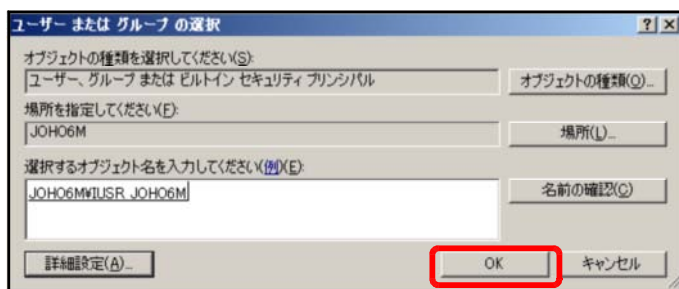 ユーザー または グループ の選択
オブジェクトの種類を選択してください(S):
ユーザー、グループ または ビルトイン セキュリティ プリンシパル
オブジェクトの種類(O)...
場所を指定してください(F):
JOHO6M
場所(L)...
選択するオブジェクト名を入力してください(例)(E):
JOHO6M¥IUSR_JOHO6M
名前の確認(C)
詳細設定(A)...
OK
キャンセル